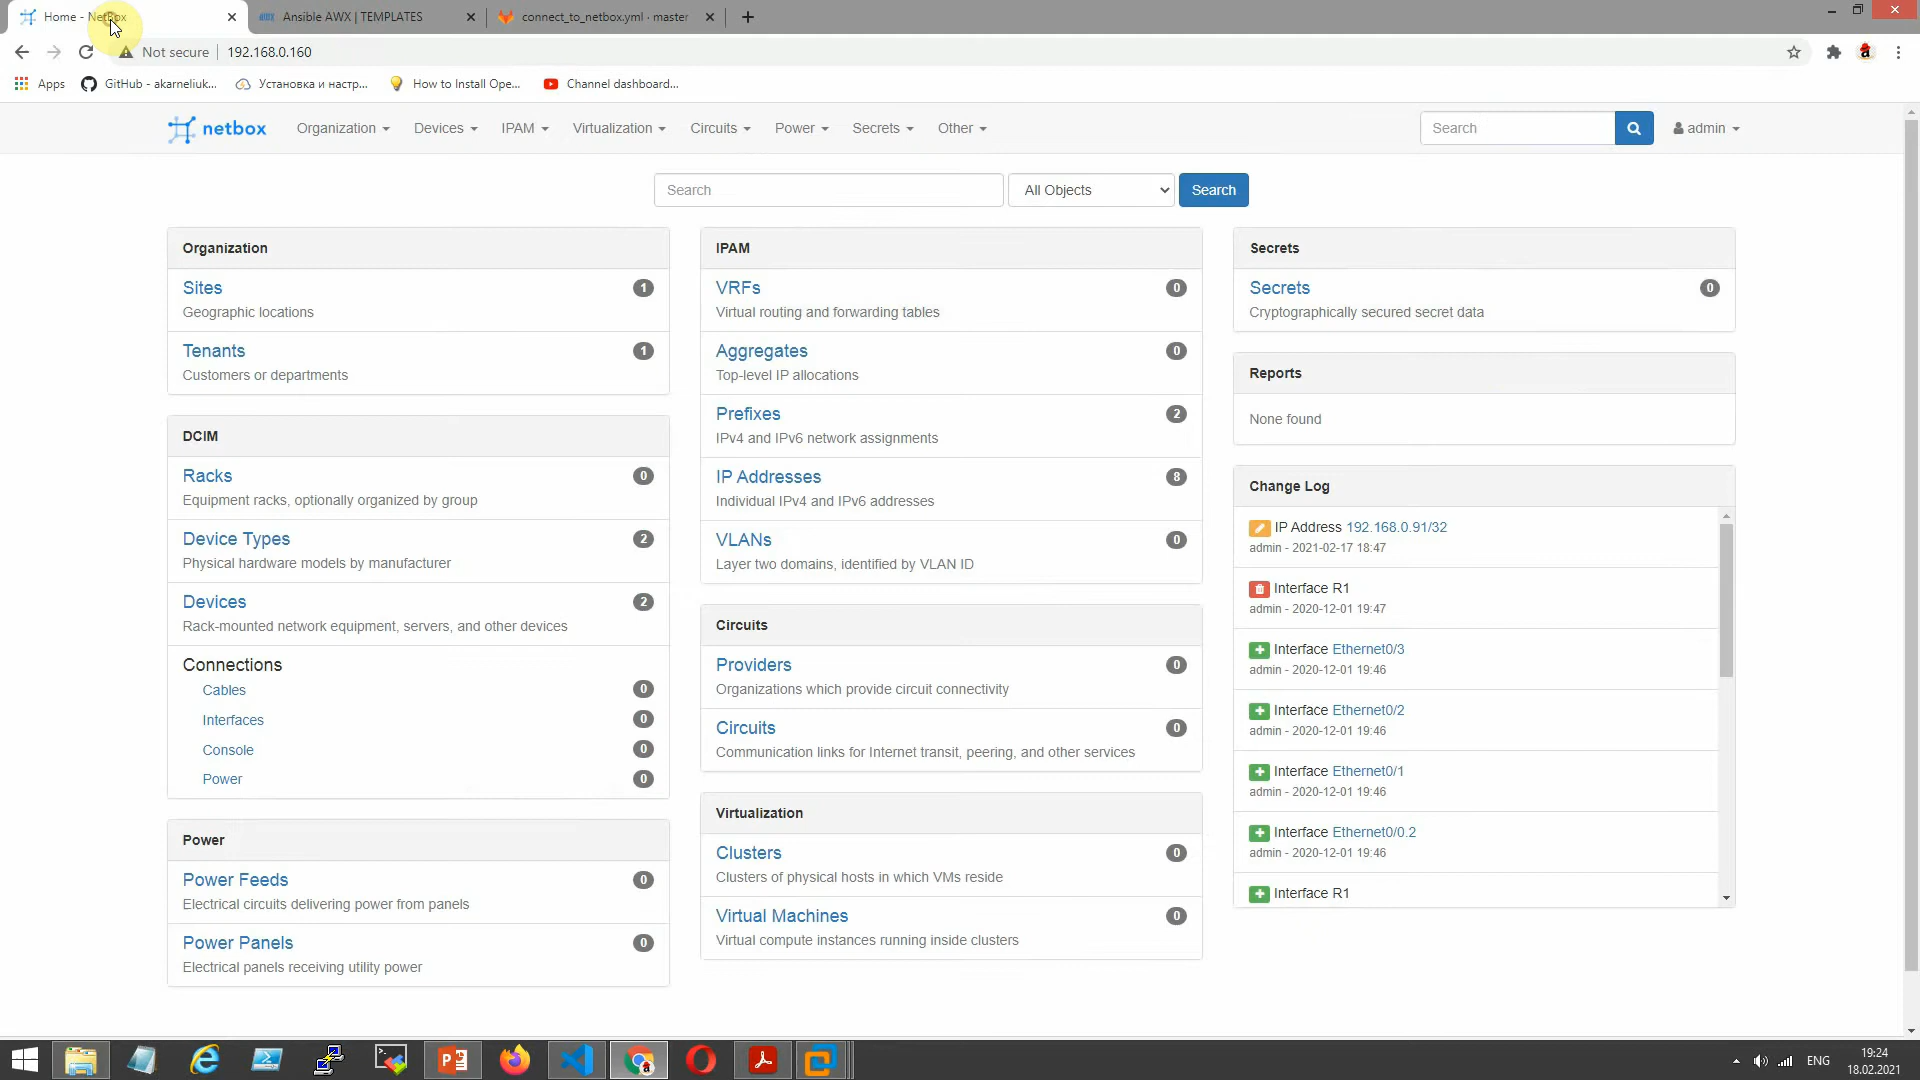 Home - NetBox
Ansible AWX | TEMPLATES
connect_to_netbox.yml · master
Not secure
192.168.0.160
Apps
GitHub - akarneliuk...
Установка и настр...
How to Install Ope...
Channel dashboard...
netbox
Organization
Devices
IPAM
Virtualization
Circuits
Power
Secrets
Other
Search
admin
Search
All Objects
Search
Organization
Sites
1
Geographic locations
Tenants
1
Customers or departments
DCIM
Racks
0
Equipment racks, optionally organized by group
Device Types
2
Physical hardware models by manufacturer
Devices
2
Rack-mounted network equipment, servers, and other devices
Connections
Cables
0
Interfaces
0
Console
0
Power
0
Power
Power Feeds
0
Electrical circuits delivering power from panels
Power Panels
0
Electrical panels receiving utility power
IPAM
VRFs
0
Virtual routing and forwarding tables
Aggregates
0
Top-level IP allocations
Prefixes
2
IPv4 and IPv6 network assignments
IP Addresses
8
Individual IPv4 and IPv6 addresses
VLANs
0
Layer two domains, identified by VLAN ID
Circuits
Providers
0
Organizations which provide circuit connectivity
Circuits
0
Communication links for Internet transit, peering, and other services
Virtualization
Clusters
0
Clusters of physical hosts in which VMs reside
Virtual Machines
0
Virtual compute instances running inside clusters
Secrets
Secrets
0
Cryptographically secured secret data
Reports
None found
Change Log
IP Address 192.168.0.91/32
admin - 2021-02-17 18:47
Interface R1
admin - 2020-12-01 19:47
Interface Ethernet0/3
admin - 2020-12-01 19:46
Interface Ethernet0/2
admin - 2020-12-01 19:46
Interface Ethernet0/1
admin - 2020-12-01 19:46
Interface Ethernet0/0.2
admin - 2020-12-01 19:46
Interface R1
ENG
19:24
18.02.2021